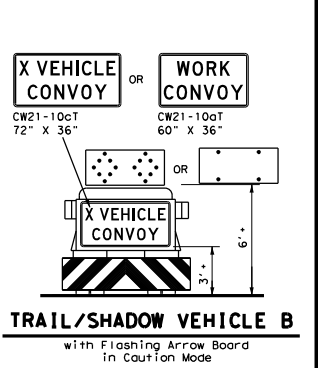 X VEHICLE
CONVOY
OR
WORK
CONVOY
CW21-10cT
72" X 36"
CW21-10aT
60" X 36"
OR
X VEHICLE
CONVOY
3'+
6'+
TRAIL/SHADOW VEHICLE B
with Flashing Arrow Board
in Caution Mode